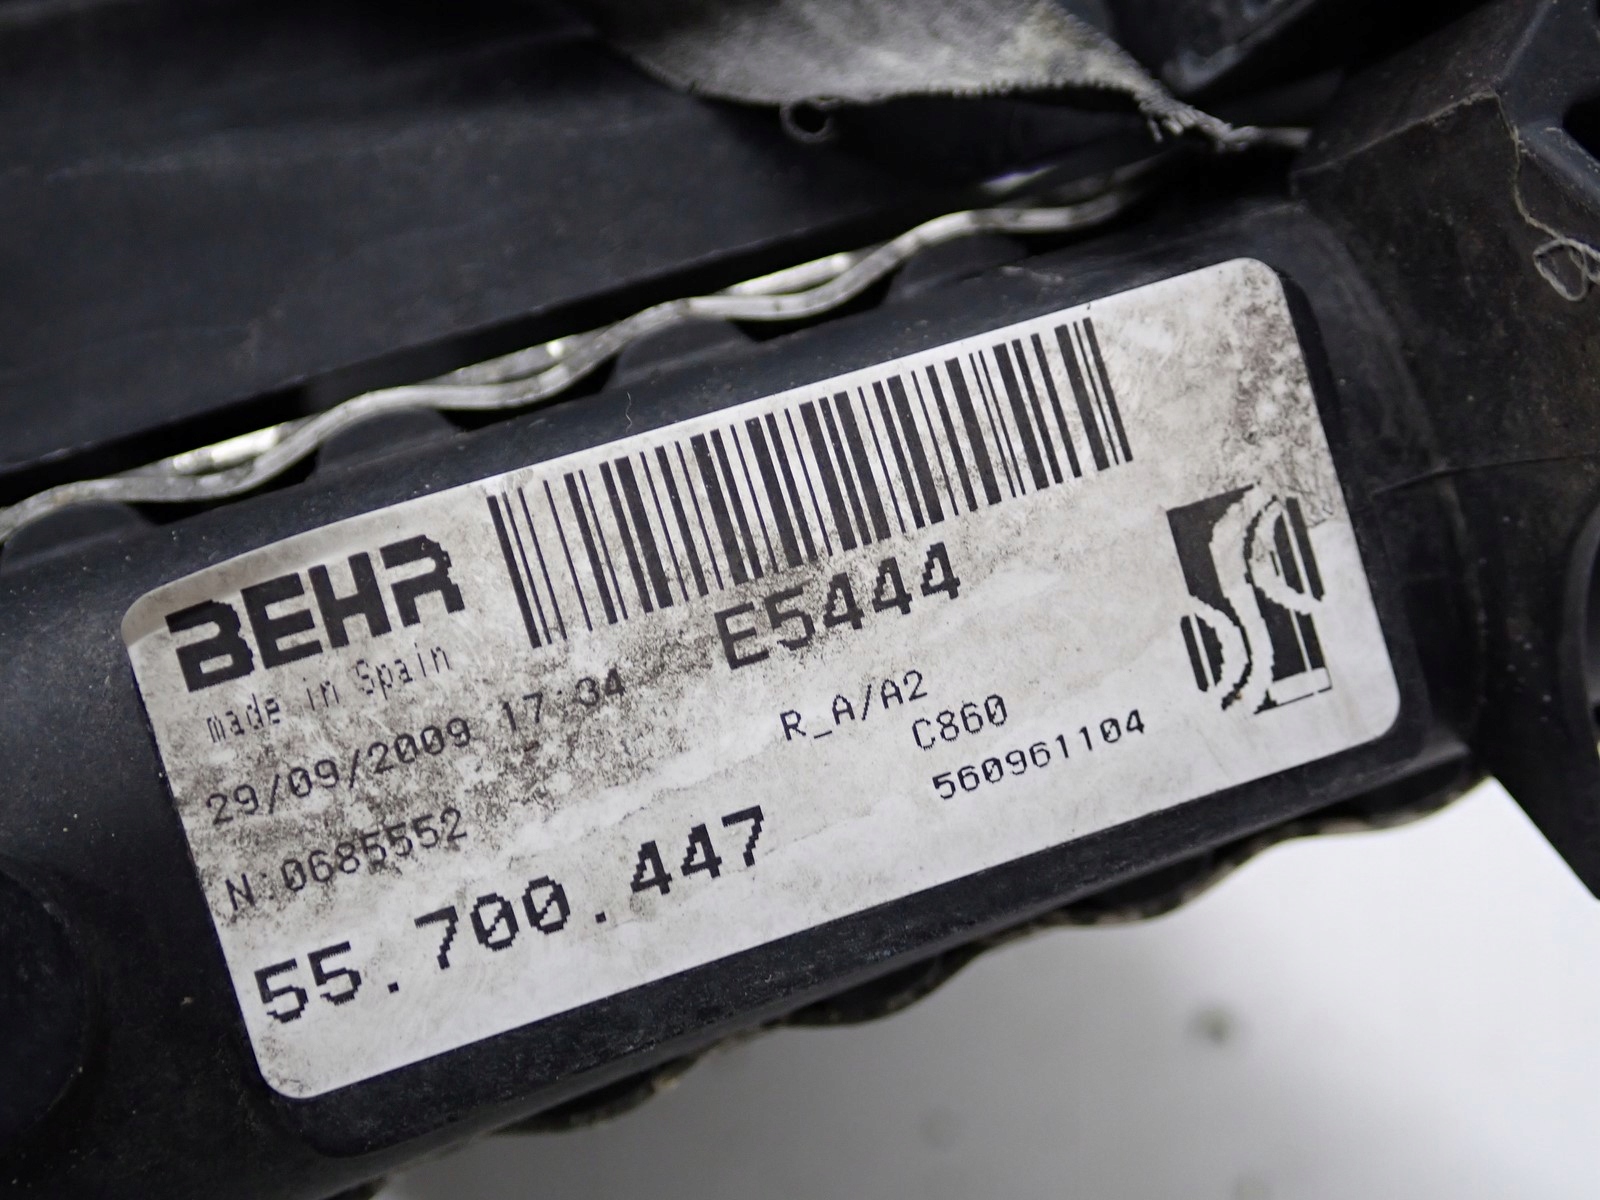 BEHR
made in Spain
E5444
29/09/2009 17:34
R_A/A2
C860
N:0685552
560961104
55.700.447